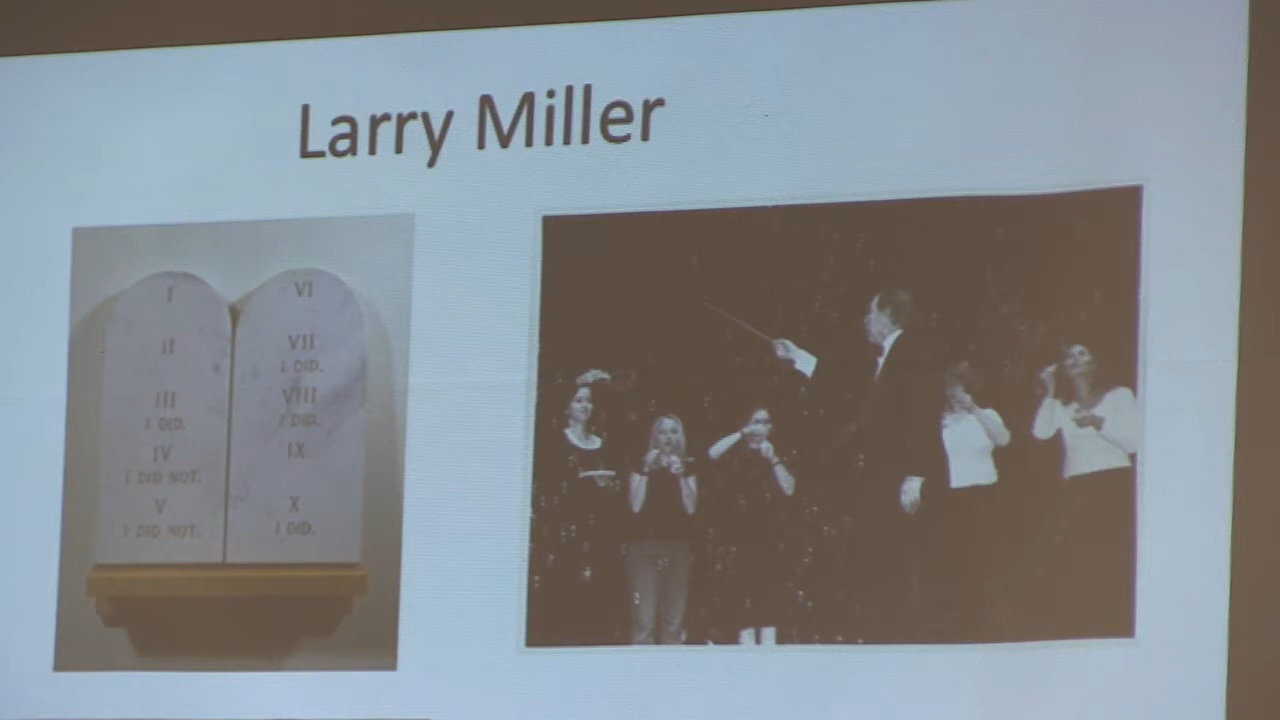 Larry Miller
I
II
III
I DID.
IV
I DID NOT.
V
I DID NOT.
VI
VII
I DID.
VIII
I DID.
IX
X
I DID.